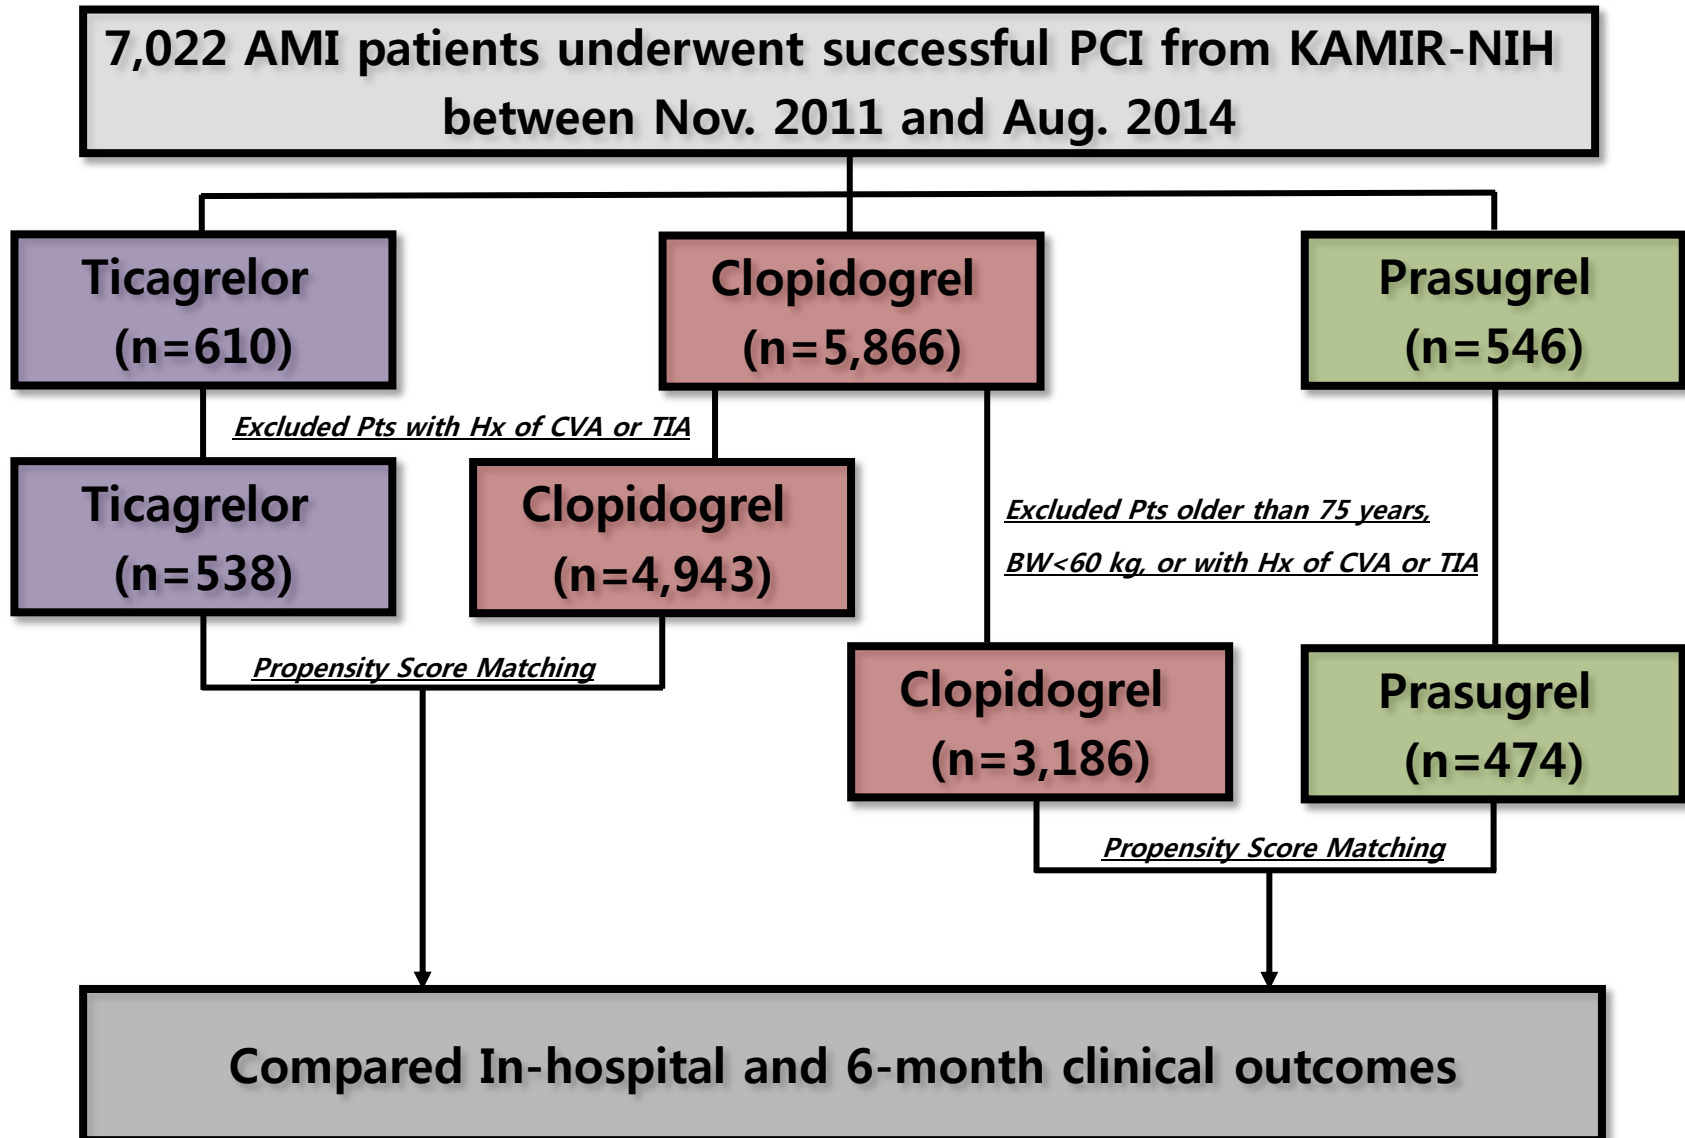 7,022 AMI patients underwent successful PCI from KAMIR-NIH
between Nov. 2011 and Aug. 2014
Ticagrelor
(n=610)
Clopidogrel
(n=5,866)
Prasugrel
(n=546)
Excluded Pts with Hx of CVA or TIA
Ticagrelor
(n=538)
Clopidogrel
(n=4,943)
Excluded Pts older than 75 years,
BW<60 kg, or with Hx of CVA or TIA
Propensity Score Matching
Clopidogrel
(n=3,186)
Prasugrel
(n=474)
Propensity Score Matching
Compared In-hospital and 6-month clinical outcomes